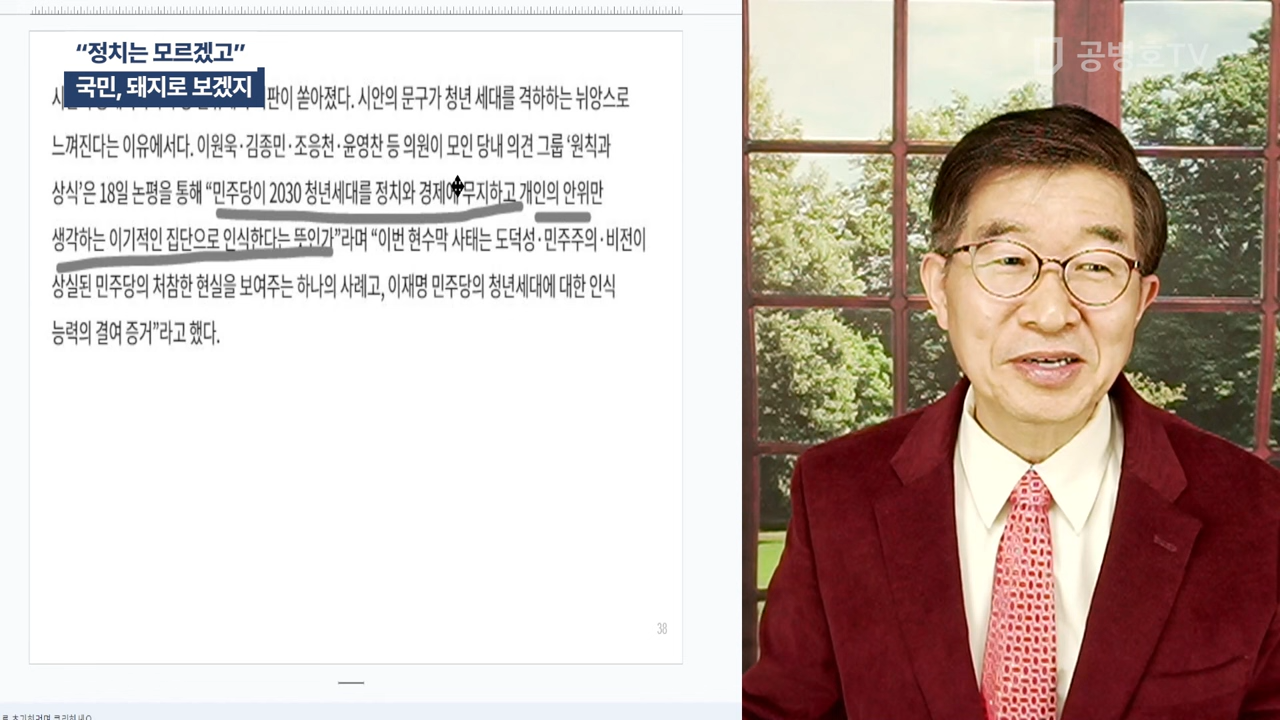 “정치는 모르겠고”
국민, 돼지로 보겠지
판이 쏟아졌다. 시안의 문구가 청년 세대를 격하하는 뉘앙스로
느껴진다는 이유에서다. 이원욱·김종민·조응천·윤영찬 등 의원이 모인 당내 의견 그룹 ‘원칙과
상식’은 18일 논평을 통해 “민주당이 2030 청년세대를 정치와 경제에 무지하고 개인의 안위만
생각하는 이기적인 집단으로 인식한다는 뜻인가”라며 “이번 현수막 사태는 도덕성·민주주의·비전이
상실된 민주당의 처참한 현실을 보여주는 하나의 사례고, 이재명 민주당의 청년세대에 대한 인식
능력의 결여 증거”라고 했다.
38
공병호TV